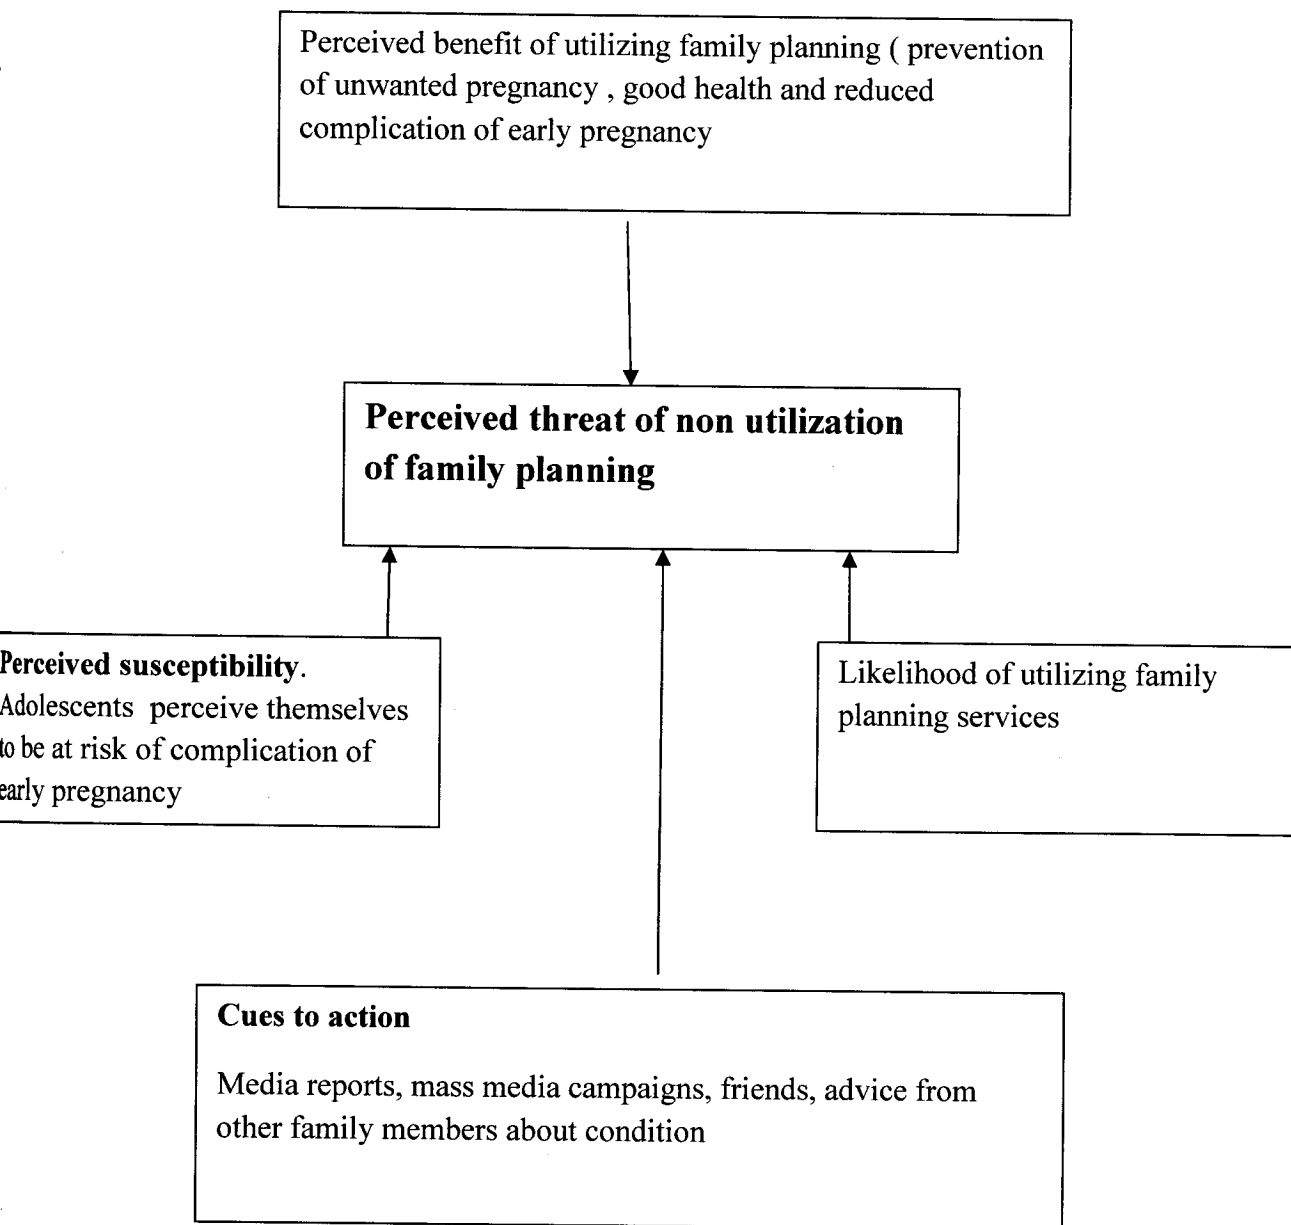 Perceived benefit of utilizing family planning ( prevention
of unwanted pregnancy , good health and reduced
complication of early pregnancy
Perceived threat of non utilization
of family planning
Perceived susceptibility.
Adolescents perceive themselves
to be at risk of complication of
early pregnancy
Likelihood of utilizing family
planning services
Cues to action
Media reports, mass media campaigns, friends, advice from
other family members about condition